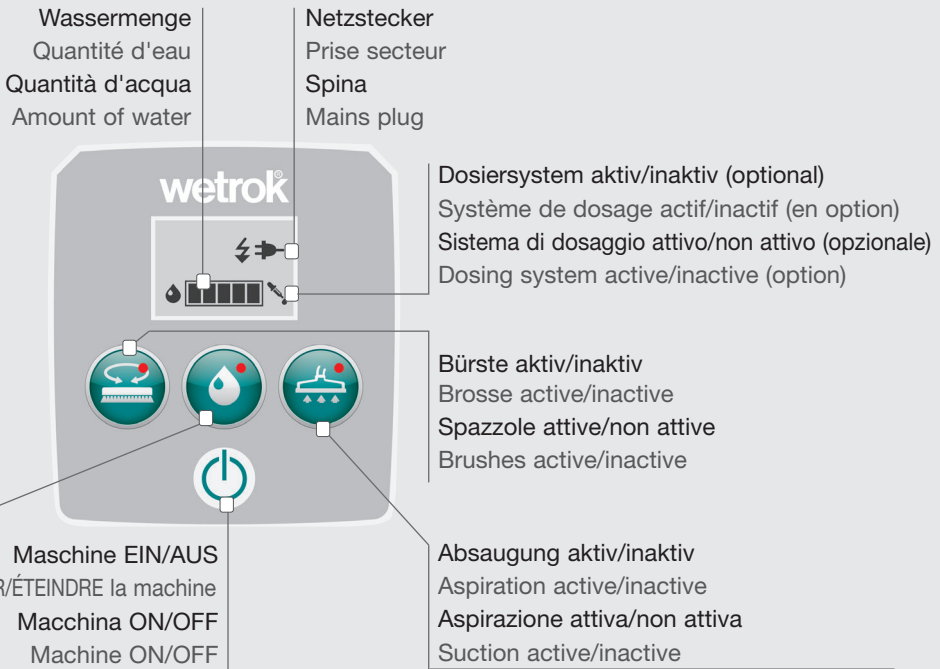 Wassermenge
Quantité d'eau
Quantità d'acqua
Amount of water
Netzstecker
Prise secteur
Spina
Mains plug
wetrok
Dosiersystem aktiv/inaktiv (optional)
Système de dosage actif/inactif (en option)
Sistema di dosaggio attivo/non attivo (opzionale)
Dosing system active/inactive (option)
Bürste aktiv/inaktiv
Brosse active/inactive
Spazzole attive/non attive
Brushes active/inactive
Maschine EIN/AUS
R/ÉTEINDRE la machine
Macchina ON/OFF
Machine ON/OFF
Absaugung aktiv/inaktiv
Aspiration active/inactive
Aspirazione attiva/non attiva
Suction active/inactive